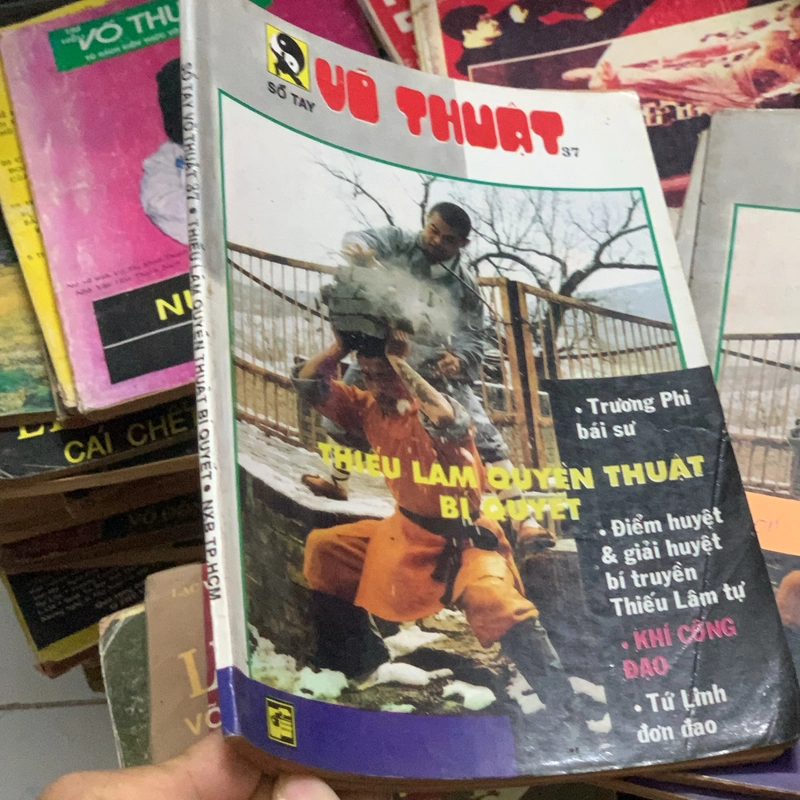 SỔ TAY
VÕ THUẬT
37
• Trương Phi
bái sư
THIẾU LÂM QUYỀN THUẬT
BÍ QUYẾT
• Điểm huyệt
& giải huyệt
bí truyền
Thiếu Lâm tự
• KHÍ CÔNG
ĐẠO
• Tứ Linh
đơn đao
SỔ TAY VÕ THUẬT 37 • THIẾU LÂM QUYỀN THUẬT BÍ QUYẾT • NXB TP.HCM
VÕ THU
CÁI CHẾ